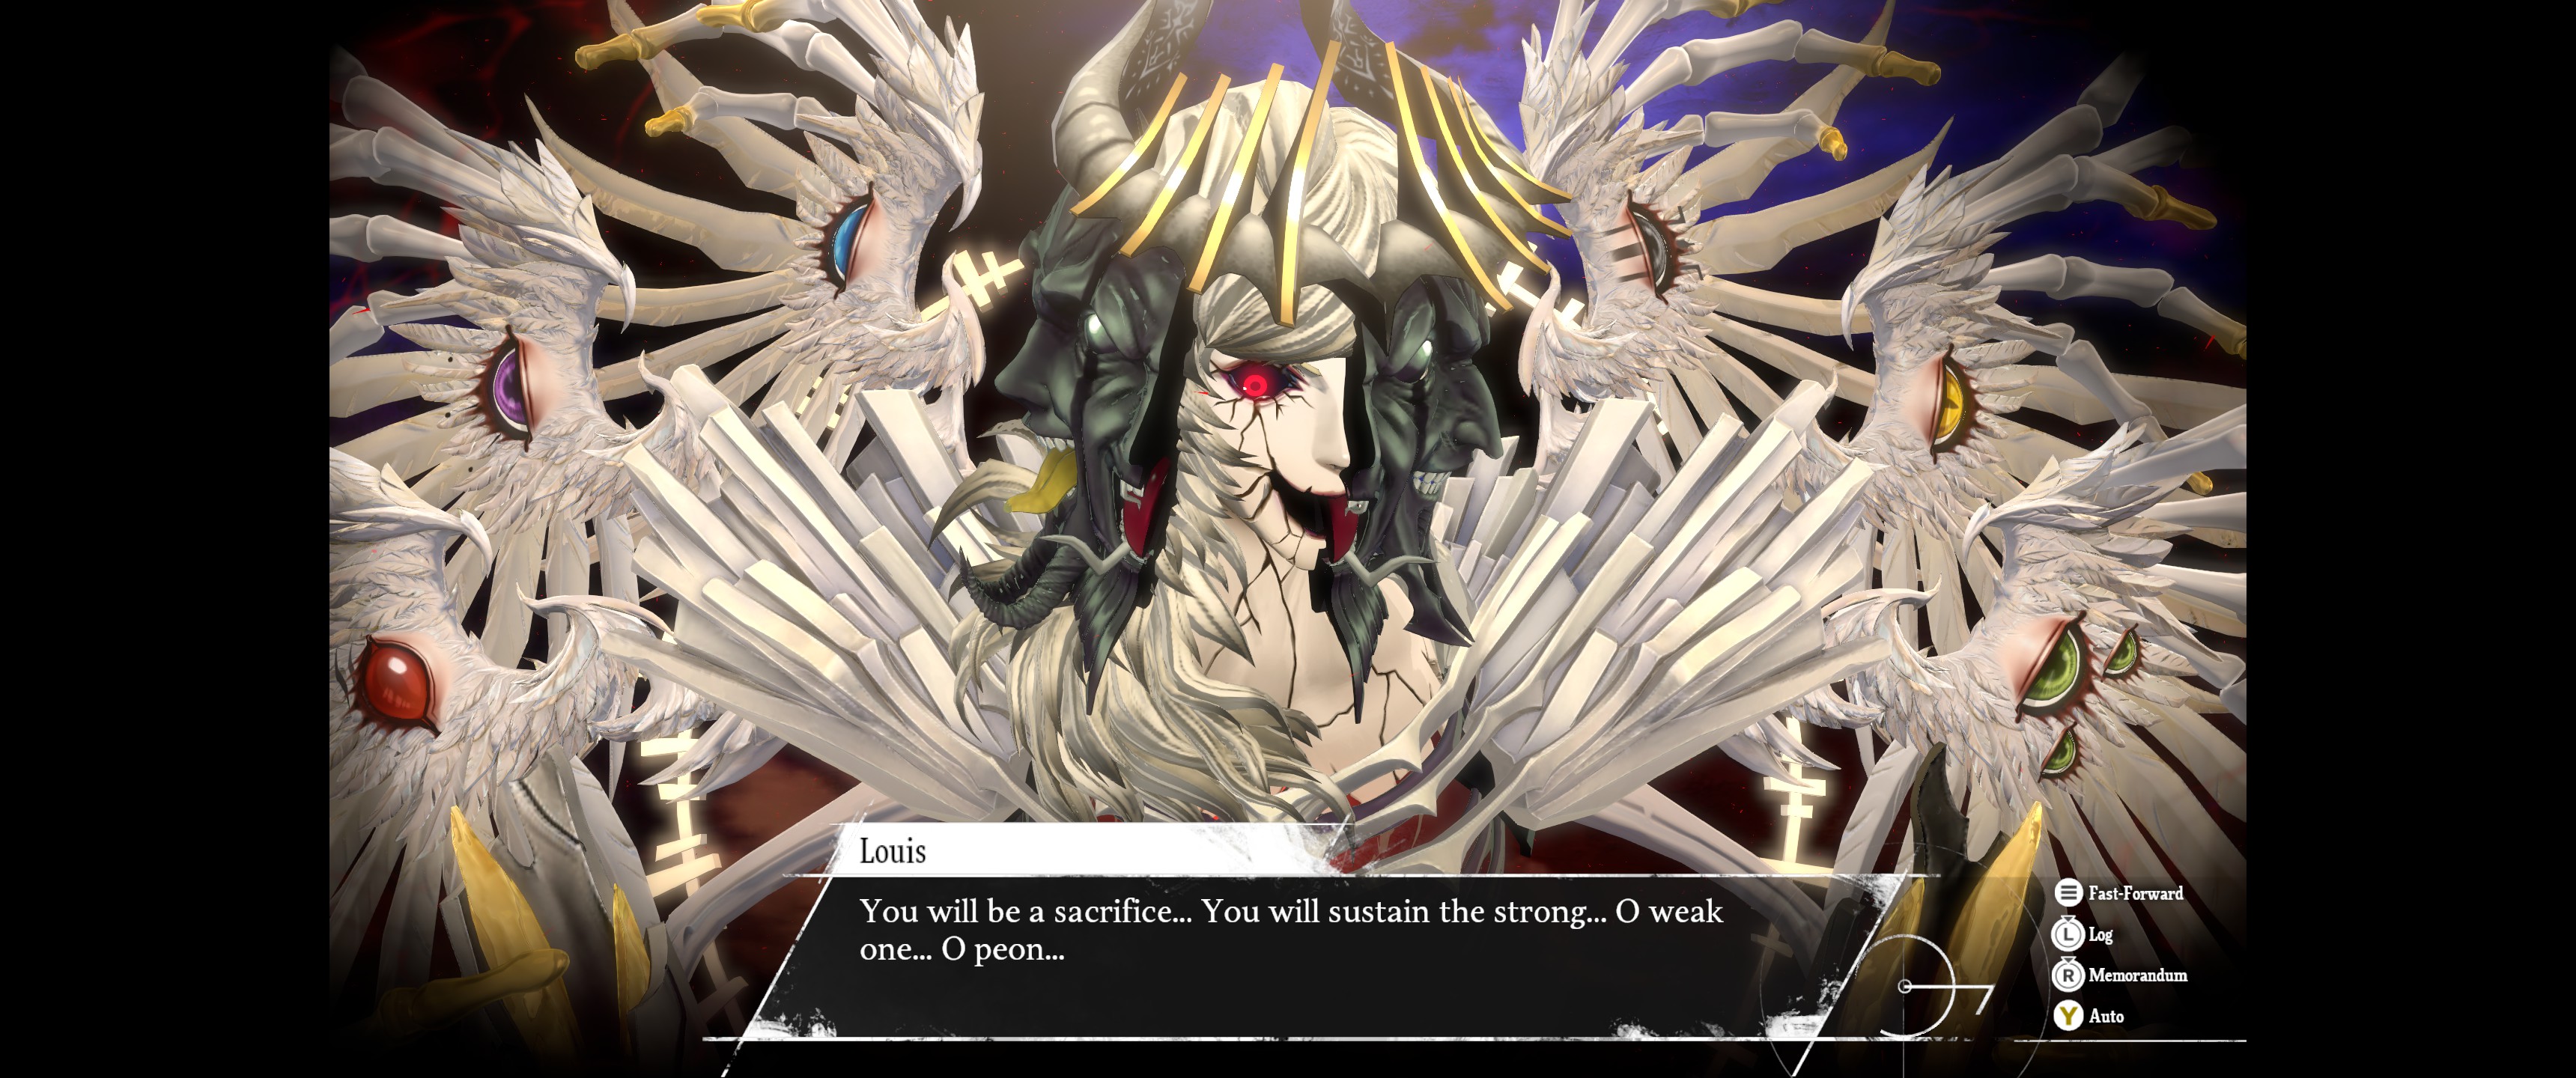 Louis
You will be a sacrifice... You will sustain the strong... O weak
one... O peon...
Fast-Forward
L Log
R Memorandum
Y Auto